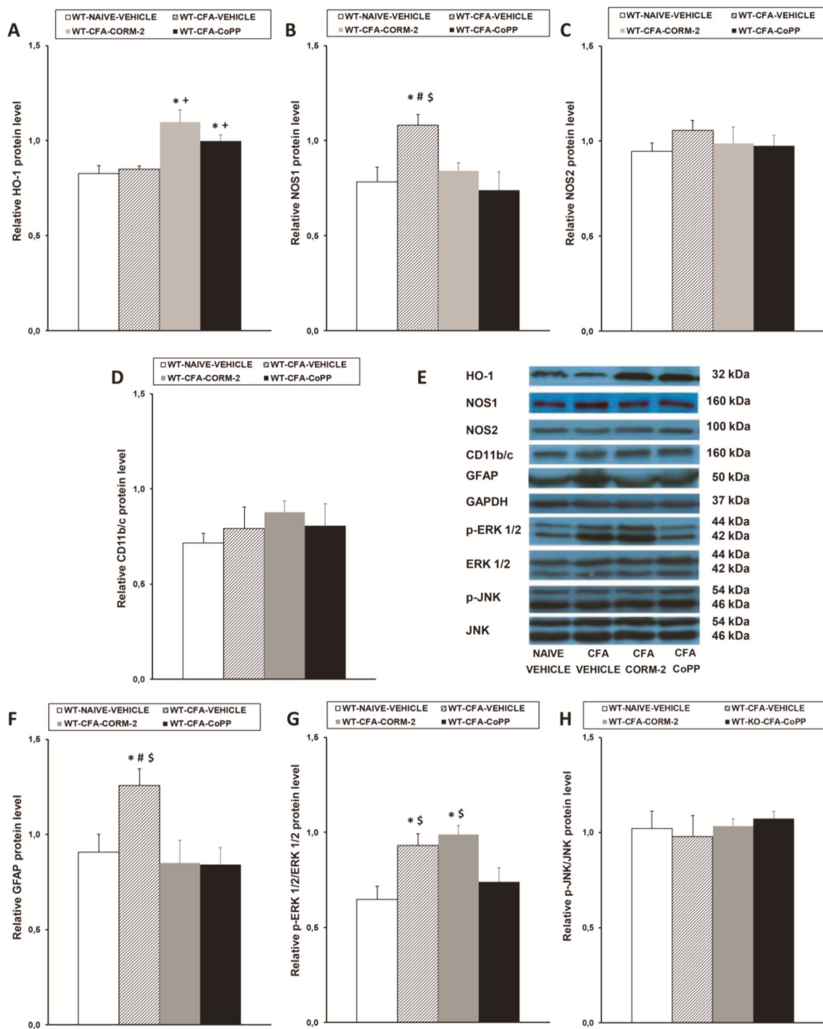 A
WT-NAIVE-VEHICLE WT-CFA-VEHICLE
WT-CFA-CORM-2 WT-CFA-CoPP
Relative HO-1 protein level
1,5
1,0
0,5
0,0
* +
* +
B
WT-NAIVE-VEHICLE WT-CFA-VEHICLE
WT-CFA-CORM-2 WT-CFA-CoPP
Relative NOS1 protein level
1,5
1,0
0,5
0,0
* # $
C
WT-NAIVE-VEHICLE WT-CFA-VEHICLE
WT-CFA-CORM-2 WT-CFA-CoPP
Relative NOS2 protein level
1,5
1,0
0,5
0,0
D
WT-NAIVE-VEHICLE WT-CFA-VEHICLE
WT-CFA-CORM-2 WT-CFA-CoPP
Relative CD11b/c protein level
1,5
1,0
0,5
0,0
E
HO-1 32 kDa
NOS1 160 kDa
NOS2 100 kDa
CD11b/c 160 kDa
GFAP 50 kDa
GAPDH 37 kDa
p-ERK 1/2 44 kDa
42 kDa
ERK 1/2 44 kDa
42 kDa
p-JNK 54 kDa
46 kDa
JNK 54 kDa
46 kDa
NAIVE CFA CFA CFA
VEHICLE VEHICLE CORM-2 CoPP
F
WT-NAIVE-VEHICLE WT-CFA-VEHICLE
WT-CFA-CORM-2 WT-CFA-CoPP
Relative GFAP protein level
1,5
1,0
0,5
0,0
* # $
G
WT-NAIVE-VEHICLE WT-CFA-VEHICLE
WT-CFA-CORM-2 WT-CFA-CoPP
Relative p-ERK 1/2/ERK 1/2 protein level
1,5
1,0
0,5
0,0
* $
* $
H
WT-NAIVE-VEHICLE WT-CFA-VEHICLE
WT-CFA-CORM-2 WT-KO-CFA-CoPP
Relative p-JNK/JNK protein level
1,5
1,0
0,5
0,0